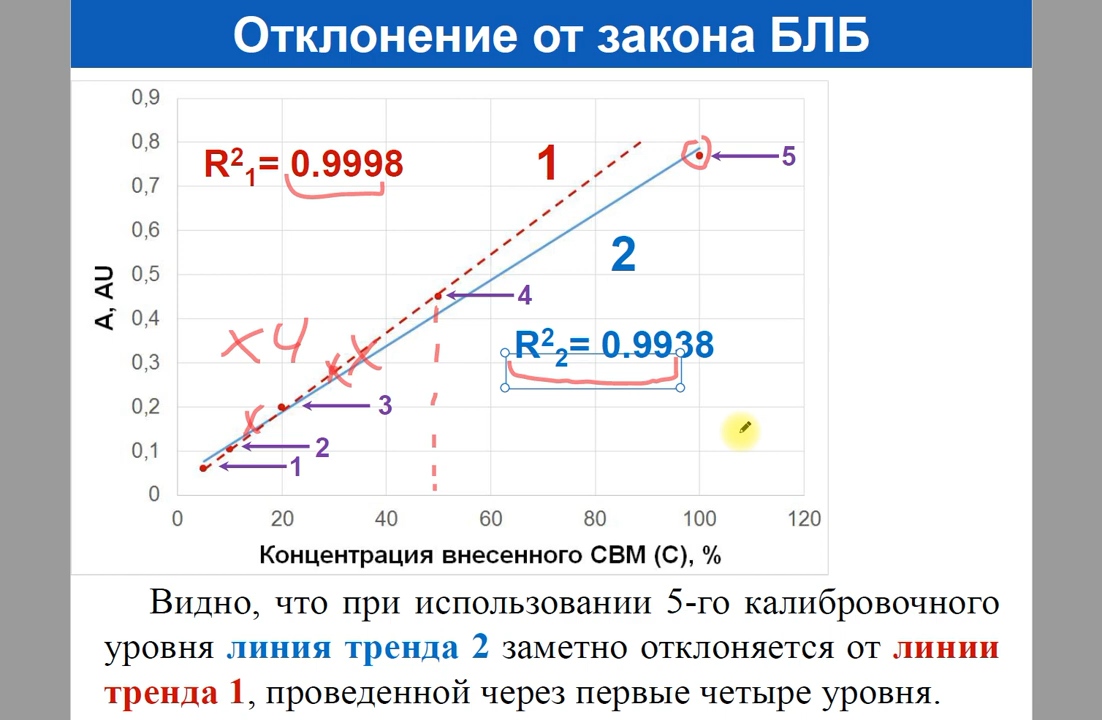 Отклонение от закона БЛБ
0,9
0,8
0,7
0,6
0,5
0,4
0,3
0,2
0,1
0
A, AU
R²₁= 0.9998
1
5
2
4
R²₂= 0.9938
x 4
3
2
1
0 20 40 60 80 100 120
Концентрация внесенного СВМ (С), %
Видно, что при использовании 5-го калибровочного
уровня линия тренда 2 заметно отклоняется от линии
тренда 1, проведенной через первые четыре уровня.